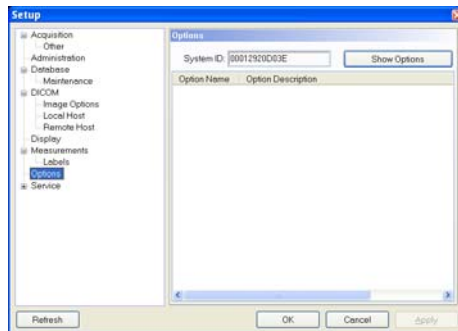 Setup
Acquisition
Other
Administration
Database
Maintenance
DICOM
Image Options
Local Host
Remote Host
Display
Measurements
Labels
Options
Service
Options
System ID: 00012920D03E
Show Options
Option Name Option Description
Refresh
OK
Cancel
Apply